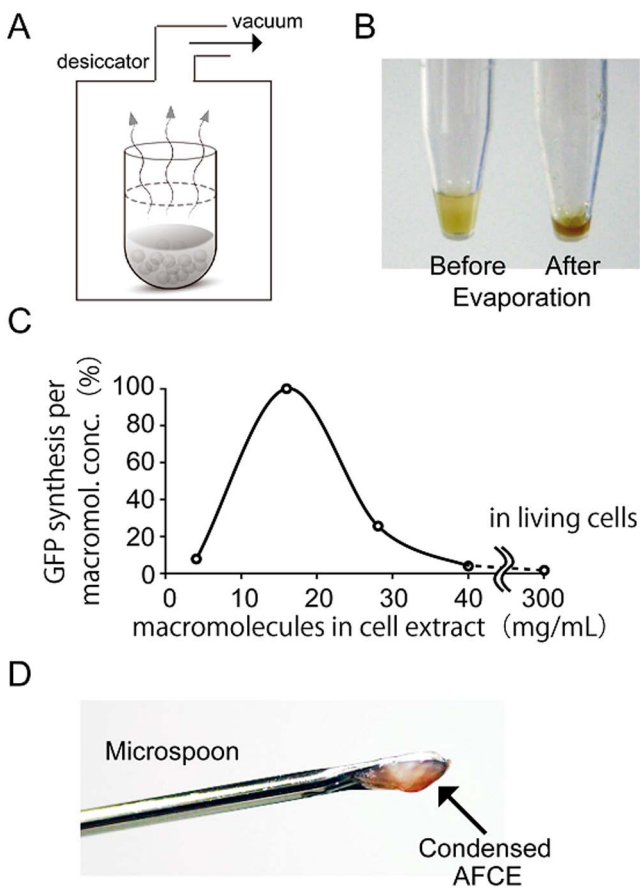 A
vacuum
desiccator
B
Before After
Evaporation
C
GFP synthesis per
macromol. conc. (%)
100
80
60
40
20
0
in living cells
0 10 20 30 40 300
macromolecules in cell extract (mg/mL)
D
Microspoon
Condensed
AFCE